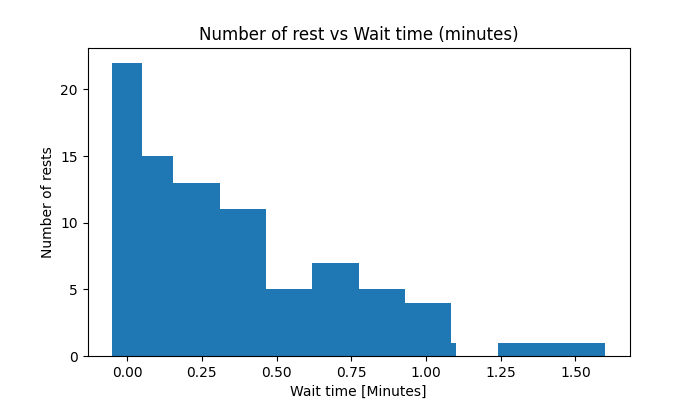 Number of rest vs Wait time (minutes)
Number of rests
20
15
10
5
0
0.00 0.25 0.50 0.75 1.00 1.25 1.50
Wait time [Minutes]